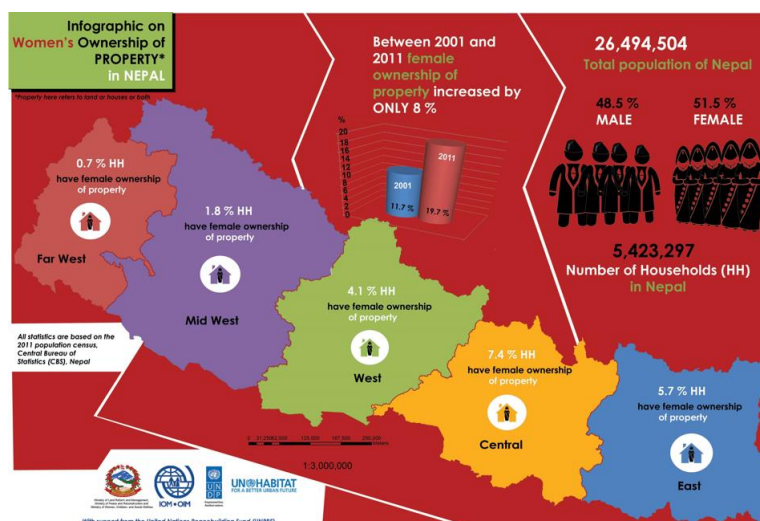 Infographic on
Women's Ownership of
PROPERTY*
in NEPAL
*Property here refers to land or houses or both
Between 2001 and
2011 female
ownership of
property increased by
ONLY 8 %
%
20
18
16
14
12
10
8
6
4
2
0
2001
11.7 %
2011
19.7 %
26,494,504
Total population of Nepal
48.5 %
MALE
51.5 %
FEMALE
5,423,297
Number of Households (HH)
in Nepal
0.7 % HH
have female ownership
of property
Far West
1.8 % HH
have female ownership
of property
Mid West
4.1 % HH
have female ownership
of property
West
7.4 % HH
have female ownership
of property
Central
5.7 % HH
have female ownership
of property
East
All statistics are based on the
2011 population census,
Central Bureau of
Statistics (CBS), Nepal
1:3,000,000
IOM • OIM
U N
D P
UN HABITAT
FOR A BETTER URBAN FUTURE